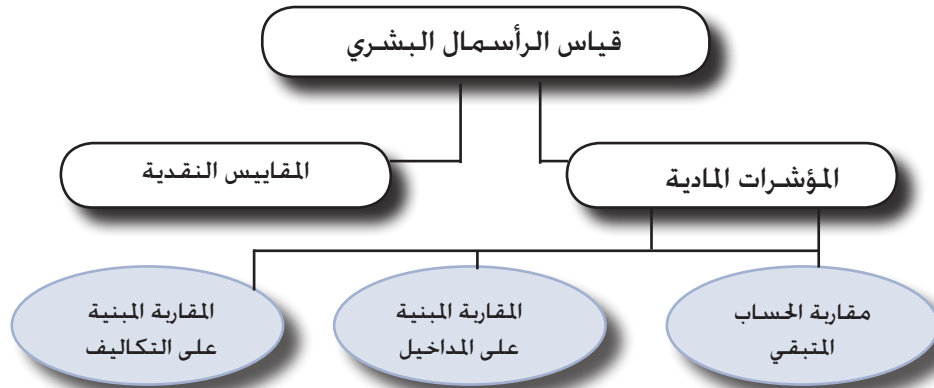 قياس الرأسمال البشري
المؤشرات المادية
المقاييس النقدية
مقاربة الحساب
المتبقي
المقاربة المبنية
على المداخيل
المقاربة المبنية
على التكاليف